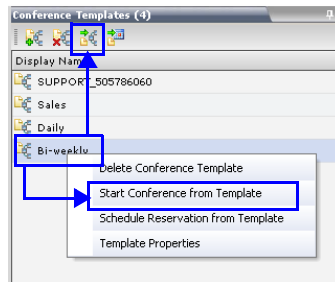 Conference Templates (4)
Display Name
SUPPORT_505786060
Sales
Daily
Bi-weekly
Delete Conference Template
Start Conference from Template
Schedule Reservation from Template
Template Properties